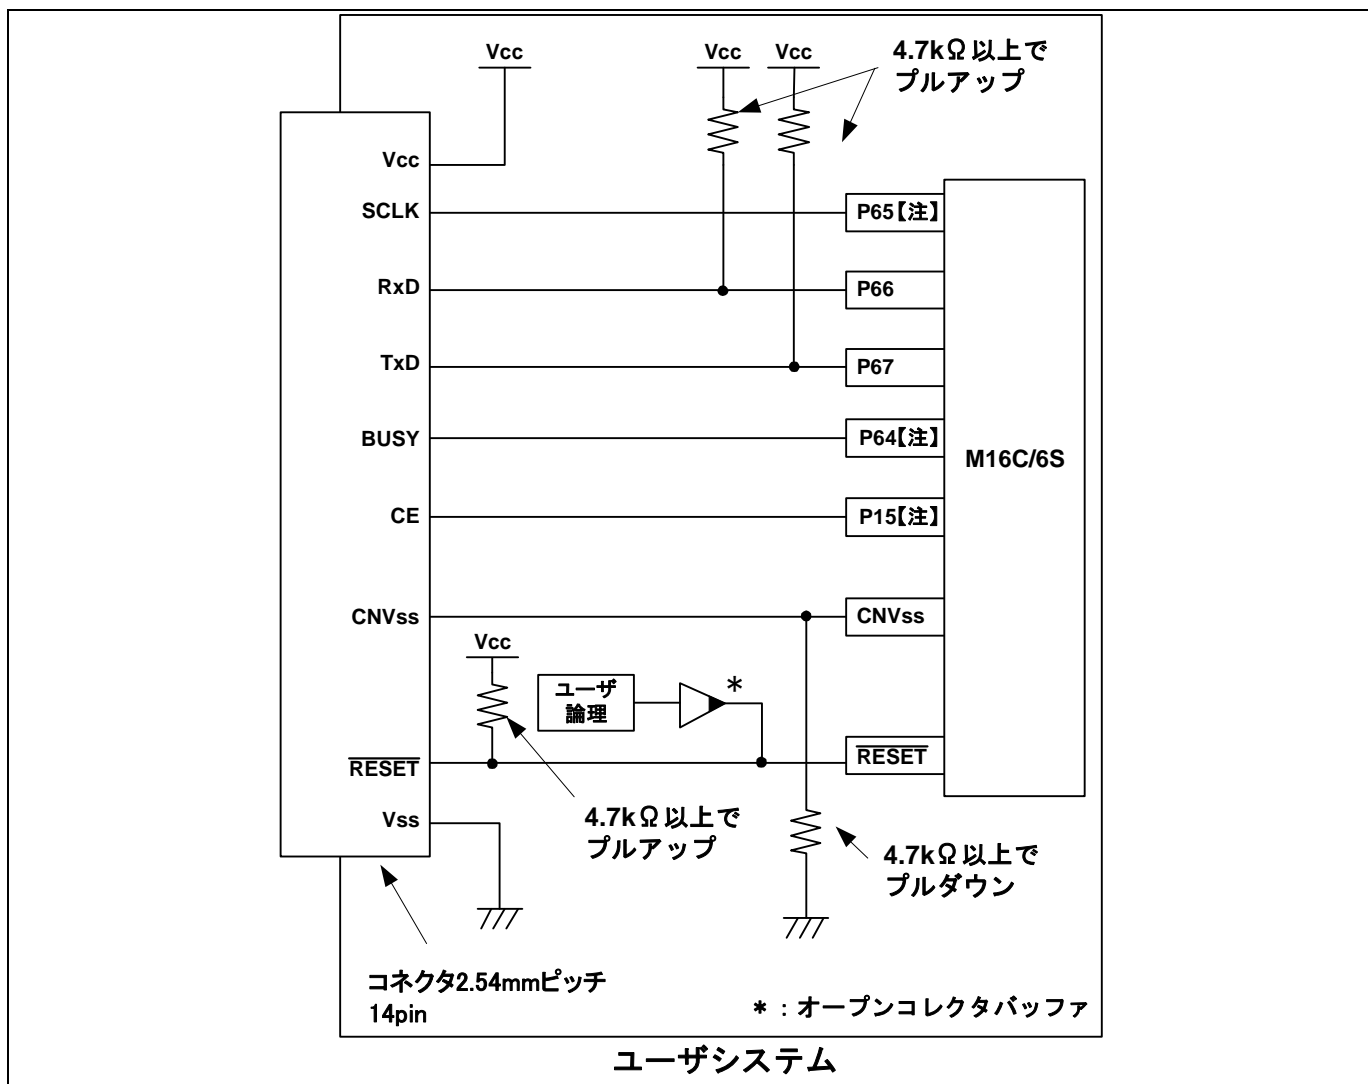 Vcc
Vcc
Vcc
4.7kΩ以上で
プルアップ
Vcc
SCLK
P65【注】
RxD
P66
TxD
P67
BUSY
P64【注】
M16C/6S
CE
P15【注】
CNVss
CNVss
Vcc
ユーザ
論理
*
RESET
RESET
Vss
4.7kΩ以上で
プルアップ
4.7kΩ以上で
プルダウン
コネクタ2.54mmピッチ
14pin
*：オープンコレクタバッファ
ユーザシステム